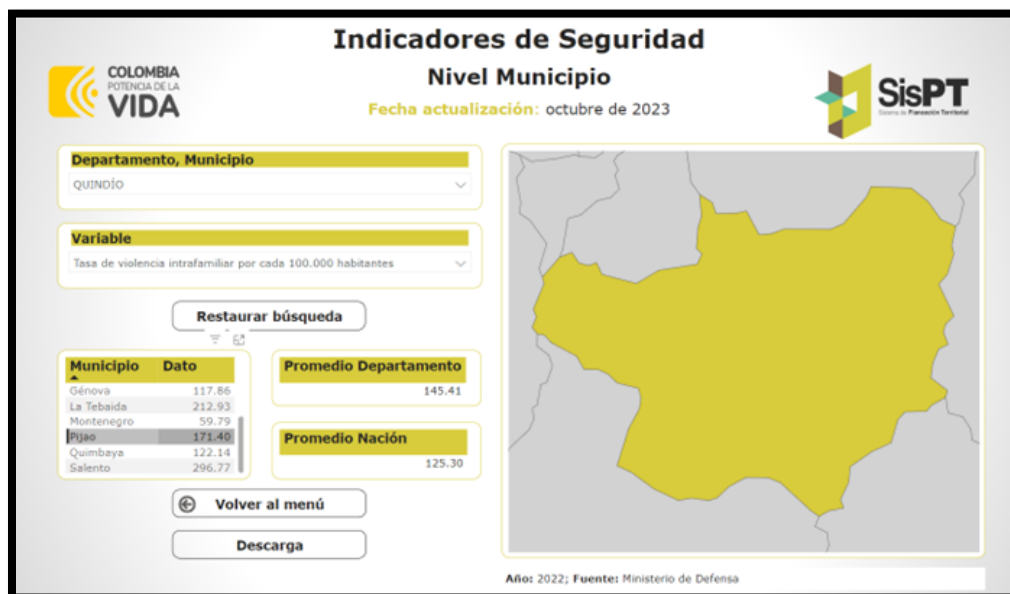 Indicadores de Seguridad
Nivel Municipio
Fecha actualización: octubre de 2023
COLOMBIA
POTENCIA DE LA
VIDA
SisPT
Sistema de Planeación Territorial
Departamento, Municipio
QUINDÍO
Variable
Tasa de violencia intrafamiliar por cada 100.000 habitantes
Restaurar búsqueda
Municipio Dato
Génova 117.86
La Tebaida 212.93
Montenegro 59.79
Pijao 171.40
Quimbaya 122.14
Salento 296.77
Promedio Departamento
145.41
Promedio Nación
125.30
Volver al menú
Descarga
Año: 2022; Fuente: Ministerio de Defensa